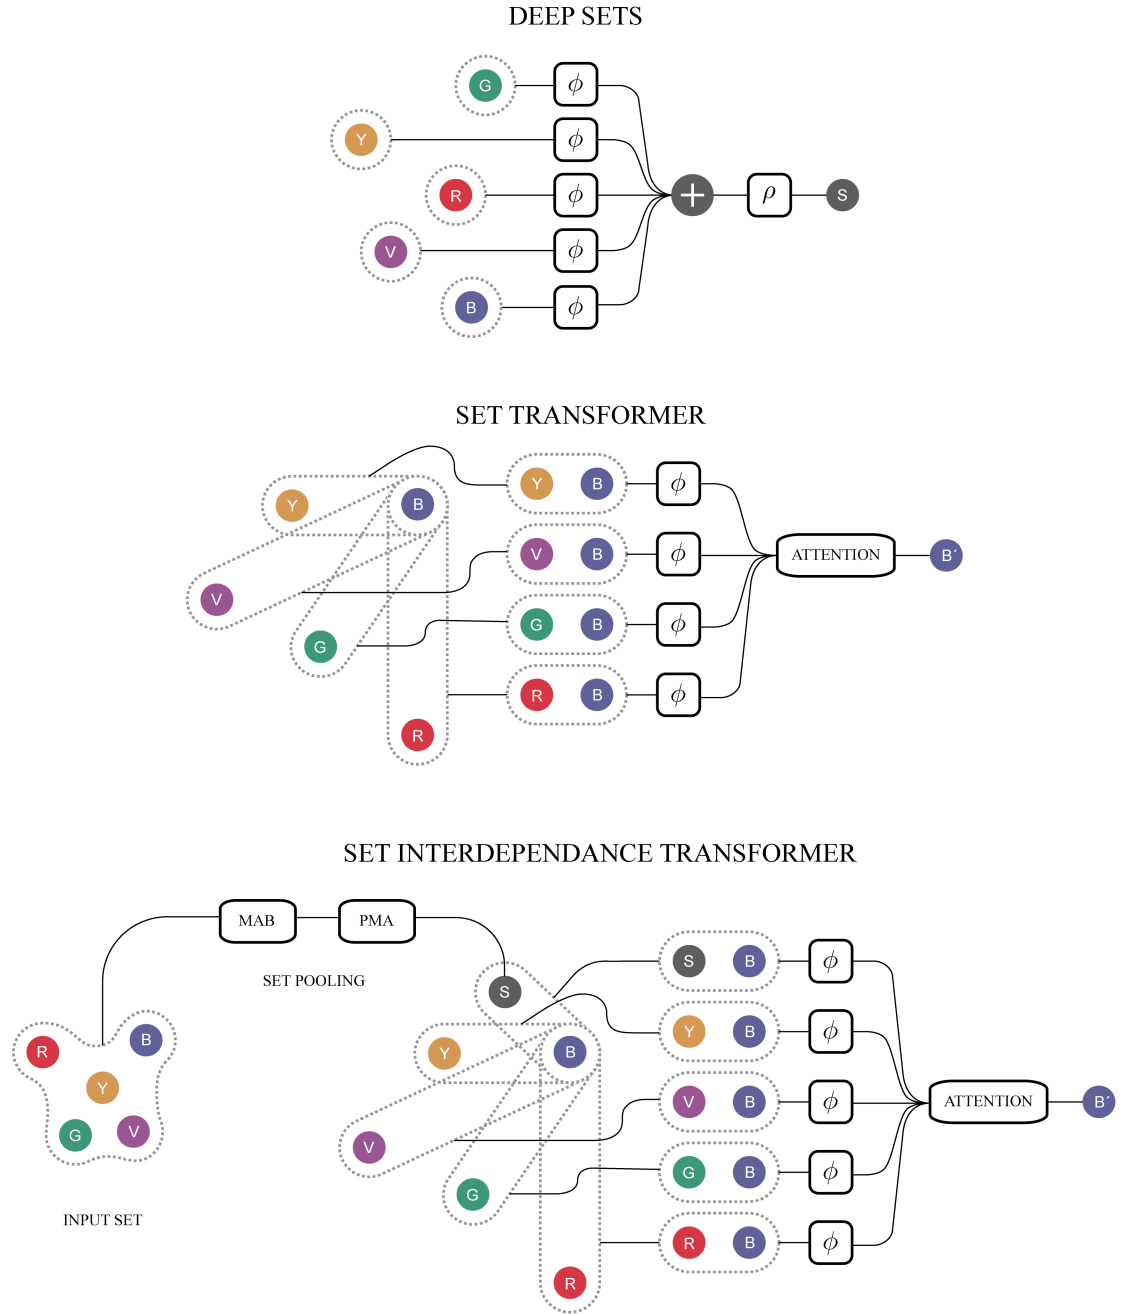 DEEP SETS
G ϕ
Y ϕ
R ϕ + ρ S
V ϕ
B ϕ
SET TRANSFORMER
Y B Y B ϕ
V V B ϕ ATTENTION B´
G G B ϕ
R R B ϕ
SET INTERDEPENDANCE TRANSFORMER
MAB PMA
SET POOLING
S S B ϕ
R B Y B Y B ϕ
Y
G V V V B ϕ ATTENTION B´
G G B ϕ
INPUT SET
R R B ϕ